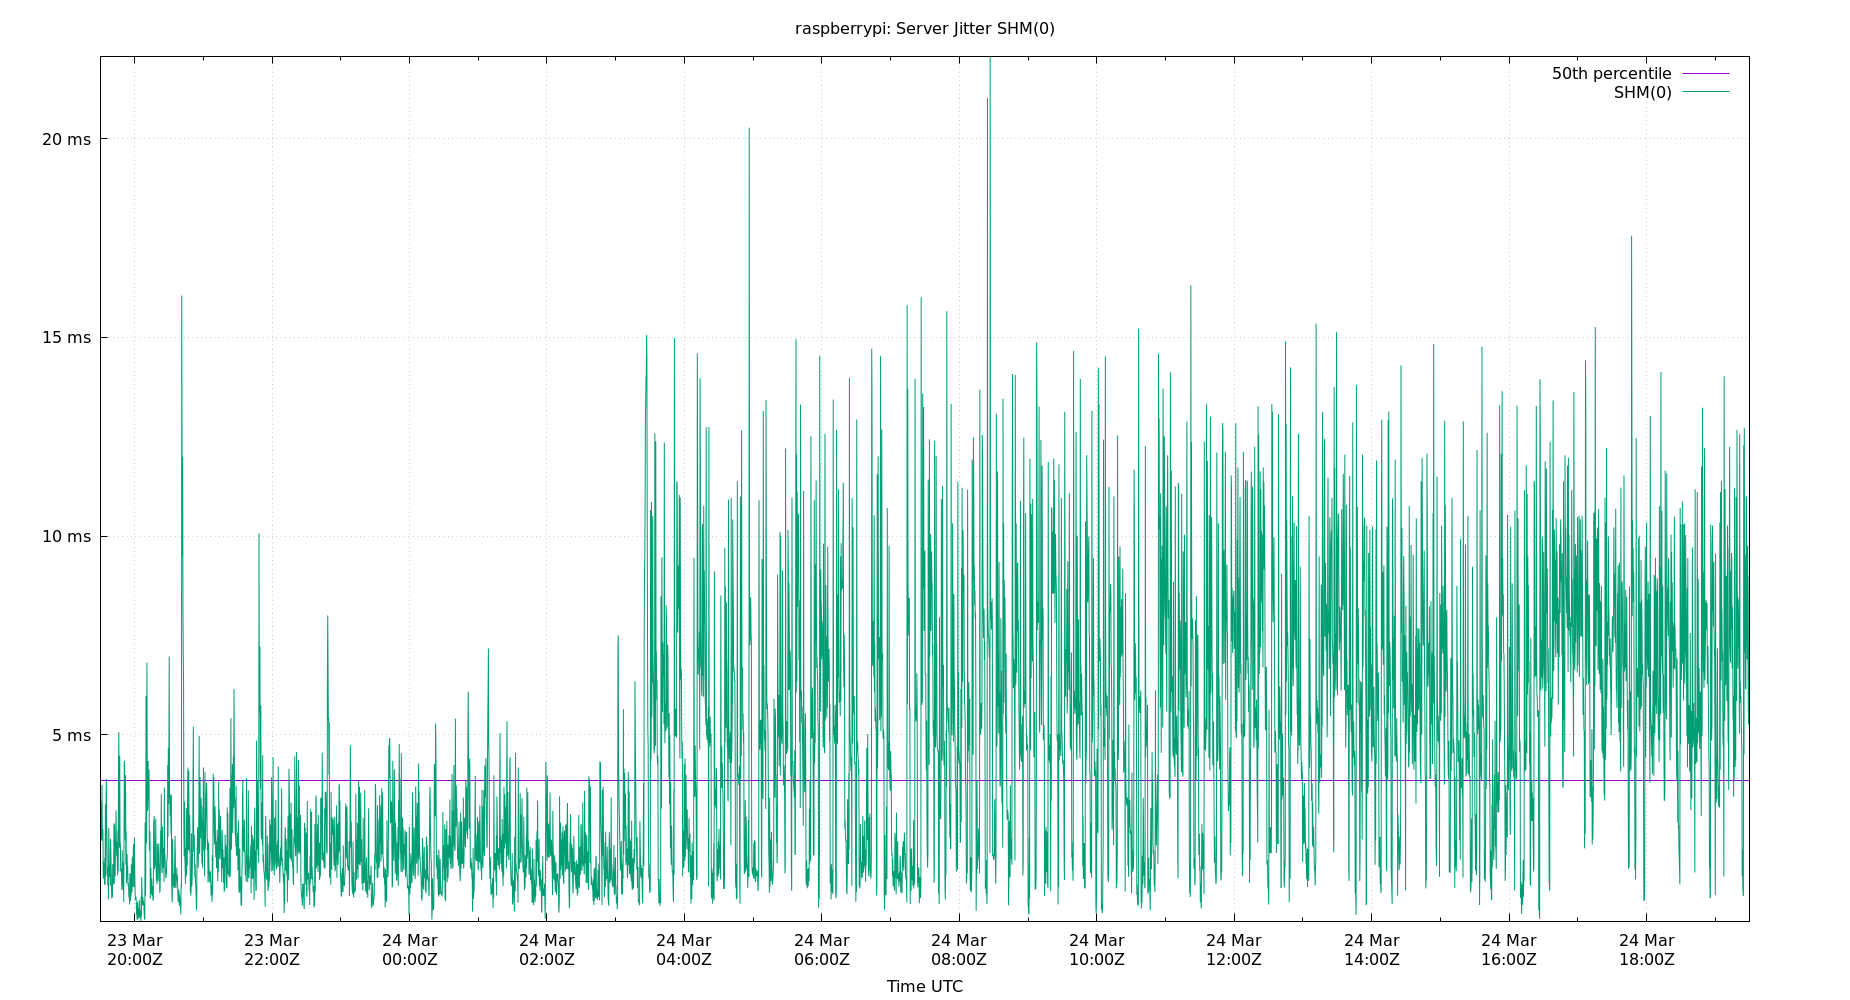 raspberrypi: Server Jitter SHM(0)
50th percentile
SHM(0)
20 ms
15 ms
10 ms
5 ms
23 Mar 23 Mar 24 Mar 24 Mar 24 Mar 24 Mar 24 Mar 24 Mar 24 Mar 24 Mar 24 Mar 24 Mar
20:00Z 22:00Z 00:00Z 02:00Z 04:00Z 06:00Z 08:00Z 10:00Z 12:00Z 14:00Z 16:00Z 18:00Z
Time UTC